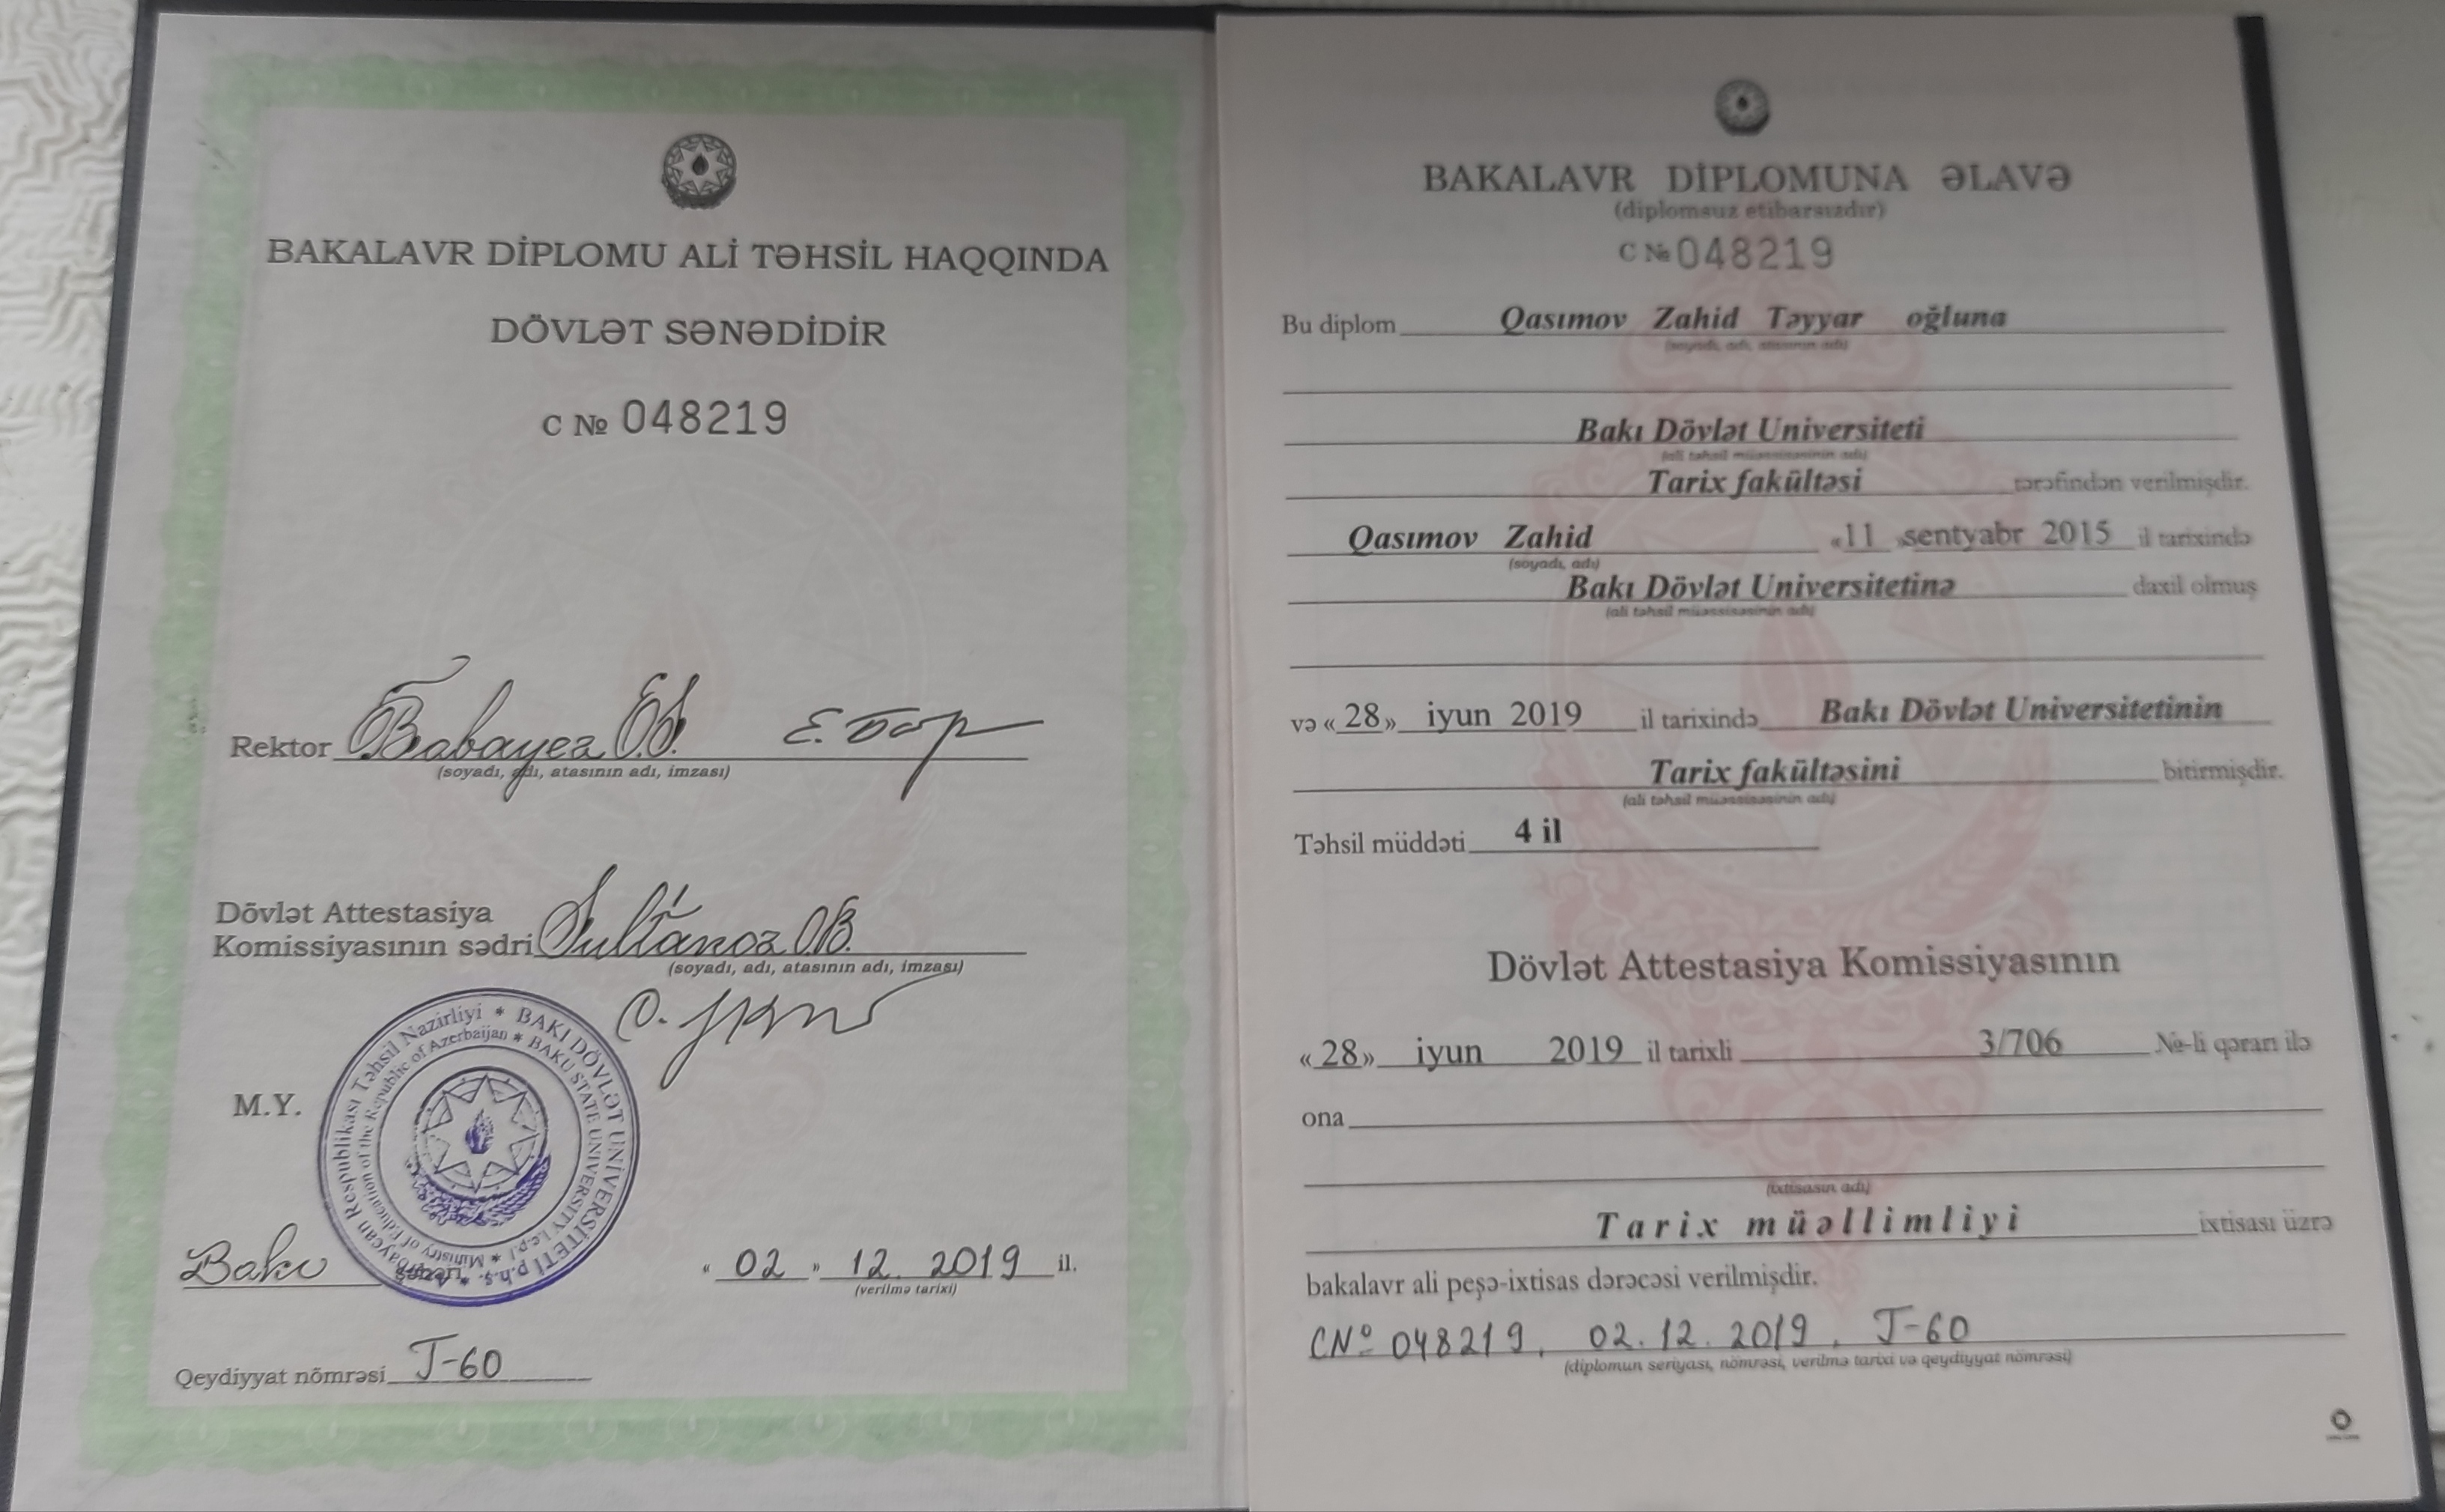 BAKALAVR DİPLOMU ALİ TƏHSİL HAQQINDA
DÖVLƏT SƏNƏDİDİR
C № 048219
Rektor Babayev E.S. E. Бар
(soyadı, adı, atasının adı, imzası)
Dövlət Attestasiya
Komissiyasının sədri Sultanov O.B.
(soyadı, adı, atasının adı, imzası)
M.Y.
Azərbaycan Respublikası Təhsil Nazirliyi * BAKI DÖVLƏT UNİVERSİTETİ p.h.ş. *
Ministry of Education of the Republic of Azerbaijan * BAKU STATE UNIVERSITY l.e.p.l *
Bakı şəhəri
« 02 » 12. 2019 il.
(verilmə tarixi)
Qeydiyyat nömrəsi T-60
BAKALAVR DİPLOMUNA ƏLAVƏ
(diplomsuz etibarsızdır)
C № 048219
Bu diplom Qasımov Zahid Təyyar oğluna
(soyadı, adı, atasının adı)
Bakı Dövlət Universiteti
(ali təhsil müəssisəsinin adı)
Tarix fakültəsi tərəfindən verilmişdir.
Qasımov Zahid «11 »sentyabr 2015 il tarixində
(soyadı, adı)
Bakı Dövlət Universitetinə daxil olmuş
(ali təhsil müəssisəsinin adı)
və « 28 » iyun 2019 il tarixində Bakı Dövlət Universitetinin
Tarix fakültəsini bitirmişdir.
(ali təhsil müəssisəsinin adı)
Təhsil müddəti 4 il
Dövlət Attestasiya Komissiyasının
« 28 » iyun 2019 il tarixli 3/706 №-li qərarı ilə
ona
(ixtisasın adı)
Tarix müəllimliyi ixtisası üzrə
bakalavr ali peşə-ixtisas dərəcəsi verilmişdir.
C№ 048219, 02.12.2019, T-60
(diplomun seriyası, nömrəsi, verilmə tarixi və qeydiyyat nömrəsi)